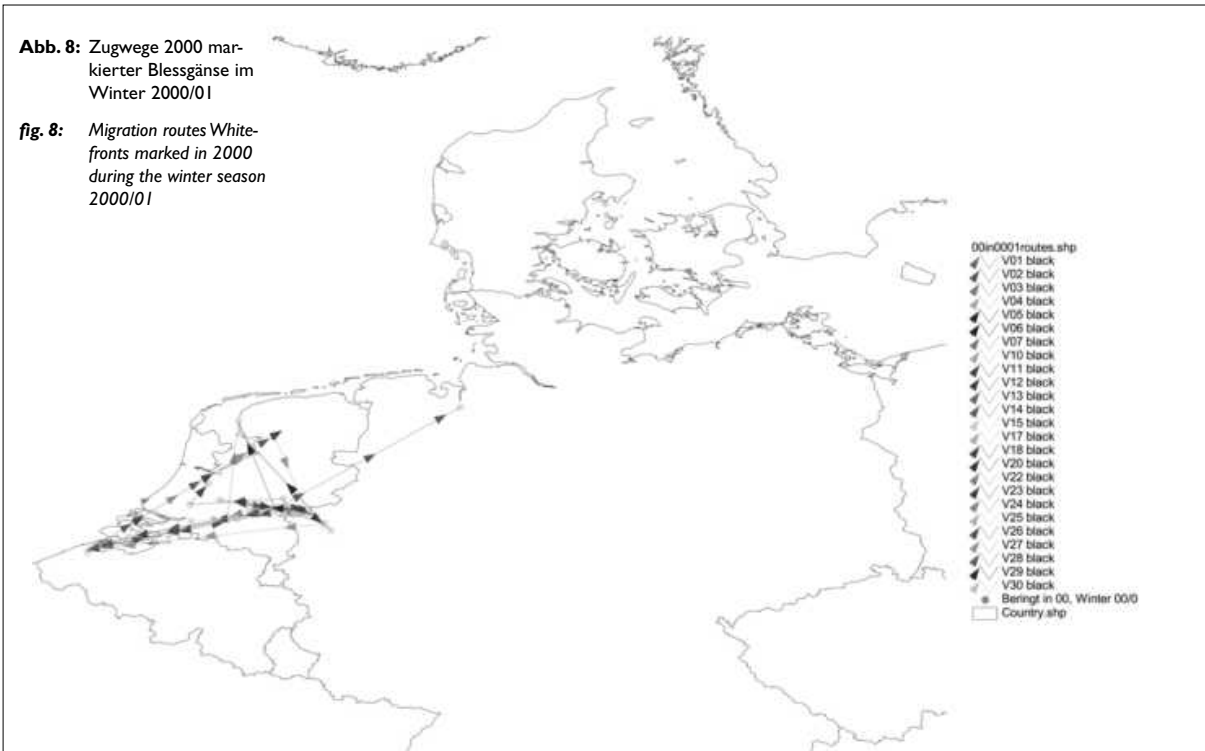 Abb. 8: Zugwege 2000 mar-
kierter Blessgänse im
Winter 2000/01
fig. 8: Migration routes White-
fronts marked in 2000
during the winter season
2000/01
00in0001routes.shp
V01 black
V02 black
V03 black
V04 black
V05 black
V06 black
V07 black
V10 black
V11 black
V12 black
V13 black
V14 black
V15 black
V17 black
V18 black
V20 black
V22 black
V23 black
V24 black
V25 black
V26 black
V27 black
V28 black
V29 black
V30 black
Beringt in 00, Winter 00/0
Country.shp